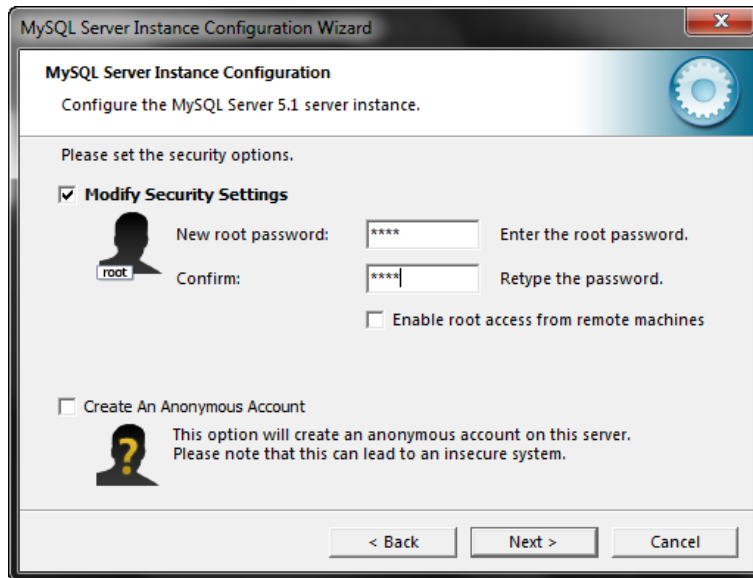 MySQL Server Instance Configuration Wizard
MySQL Server Instance Configuration
Configure the MySQL Server 5.1 server instance.
Please set the security options.
Modify Security Settings
New root password: **** Enter the root password.
root
Confirm: **** Retype the password.
Enable root access from remote machines
Create An Anonymous Account
This option will create an anonymous account on this server.
Please note that this can lead to an insecure system.
< Back Next > Cancel